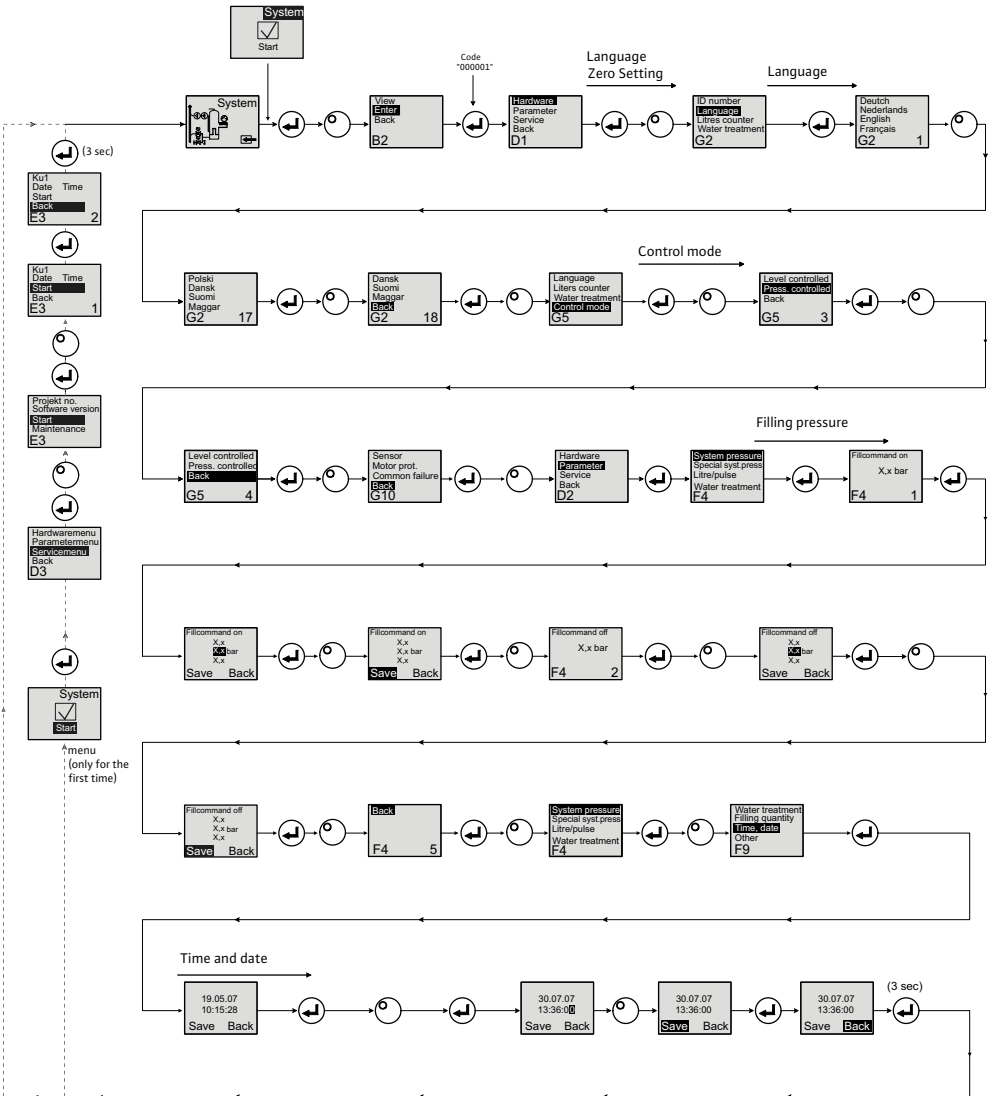 System
Start
Code
"000001"
Language
Zero Setting
Language
System
View
Enter
Back
B2
Hardware
Parameter
Service
Back
D1
ID number
Language
Litres counter
Water treatment
G2
Deutch
Nederlands
English
Français
G2 1
(3 sec)
Ku1
Date Time
Start
Back
E3 2
Ku1
Date Time
Start
Back
E3 1
Projekt no.
Software version
Start
Maintenance
E3
Hardwaremenu
Parametermenu
Servicemenu
Back
D3
System
Start
menu
(only for the
first time)
Control mode
Polski
Dansk
Suomi
Maggar
G2 17
Dansk
Suomi
Maggar
Back
G2 18
Language
Liters counter
Water treatment
Control mode
G5
Level controlled
Press. controlled
Back
G5 3
Filling pressure
Level controlled
Press. controlled
Back
G5 4
Sensor
Motor prot.
Common failure
Back
G10
Hardware
Parameter
Service
Back
D2
System pressure
Special syst.press
Litre/pulse
Water treatment
F4
Fillcommand on
X,x bar
F4 1
Fillcommand on
X,x
X,x bar
X,x
Save Back
Fillcommand on
X,x
X,x bar
X,x
Save Back
Fillcommand off
X,x bar
F4 2
Fillcommand off
X,x
X,x bar
X,x
Save Back
Fillcommand off
X,x
X,x bar
X,x
Save Back
Back
F4 5
System pressure
Special syst.press
Litre/pulse
Water treatment
F4
Water treatment
Filling quantity
Time, date
Other
F9
Time and date
19.05.07
10:15:28
Save Back
30.07.07
13:36:00
Save Back
30.07.07
13:36:00
Save Back
30.07.07
13:36:00
Save Back
(3 sec)